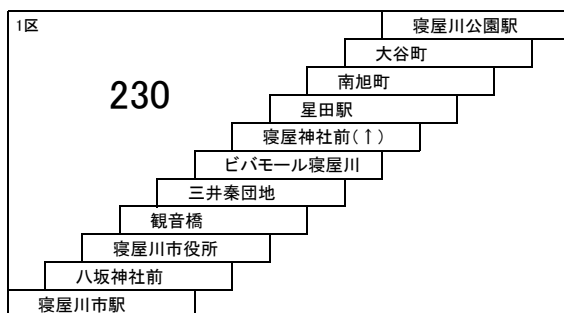 1区
寝屋川公園駅
大谷町
230
南旭町
星田駅
寝屋神社前(↑)
ビバモール寝屋川
三井秦団地
観音橋
寝屋川市役所
八坂神社前
寝屋川市駅